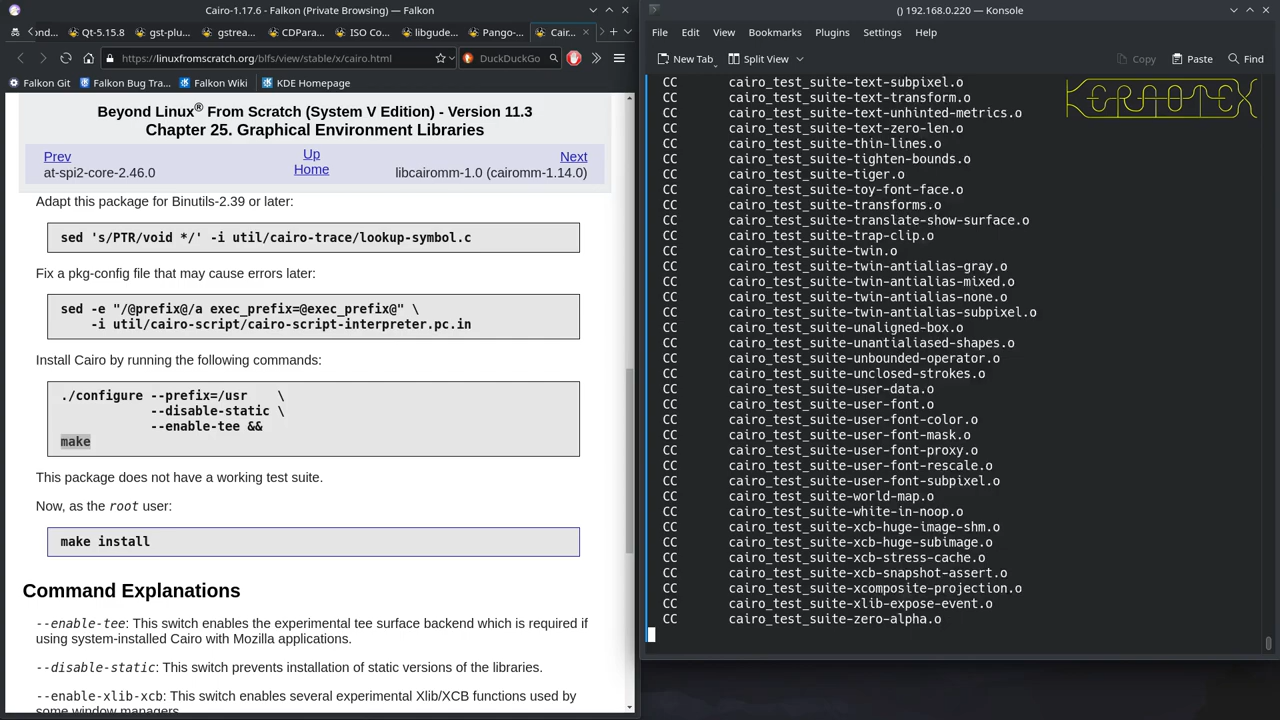 Cairo-1.17.6 - Falkon (Private Browsing) — Falkon
ond...
Qt-5.15.8
gst-plu...
gstrea...
CDPara...
ISO Co...
libgude...
Pango-...
Cair...
https://linuxfromscratch.org/blfs/view/stable/x/cairo.html
DuckDuckGo
Falkon Git
Falkon Bug Tra...
Falkon Wiki
KDE Homepage
Beyond Linux® From Scratch (System V Edition) - Version 11.3
Chapter 25. Graphical Environment Libraries
Prev
Up
Next
at-spi2-core-2.46.0
Home
libcairomm-1.0 (cairomm-1.14.0)
Adapt this package for Binutils-2.39 or later:
sed 's/PTR/void */' -i util/cairo-trace/lookup-symbol.c
Fix a pkg-config file that may cause errors later:
sed -e "/@prefix@/a exec_prefix=@exec_prefix@" \
-i util/cairo-script/cairo-script-interpreter.pc.in
Install Cairo by running the following commands:
./configure --prefix=/usr \
--disable-static \
--enable-tee &&
make
This package does not have a working test suite.
Now, as the root user:
make install
Command Explanations
--enable-tee: This switch enables the experimental tee surface backend which is required if
using system-installed Cairo with Mozilla applications.
--disable-static: This switch prevents installation of static versions of the libraries.
--enable-xlib-xcb: This switch enables several experimental Xlib/XCB functions used by
some window managers.
() 192.168.0.220 — Konsole
File Edit View Bookmarks Plugins Settings Help
New Tab
Split View
Copy
Paste
Find
CC cairo_test_suite-text-subpixel.o
CC cairo_test_suite-text-transform.o
CC cairo_test_suite-text-unhinted-metrics.o
CC cairo_test_suite-text-zero-len.o
CC cairo_test_suite-thin-lines.o
CC cairo_test_suite-tighten-bounds.o
CC cairo_test_suite-tiger.o
CC cairo_test_suite-toy-font-face.o
CC cairo_test_suite-transforms.o
CC cairo_test_suite-translate-show-surface.o
CC cairo_test_suite-trap-clip.o
CC cairo_test_suite-twin.o
CC cairo_test_suite-twin-antialias-gray.o
CC cairo_test_suite-twin-antialias-mixed.o
CC cairo_test_suite-twin-antialias-none.o
CC cairo_test_suite-twin-antialias-subpixel.o
CC cairo_test_suite-unaligned-box.o
CC cairo_test_suite-unantialiased-shapes.o
CC cairo_test_suite-unbounded-operator.o
CC cairo_test_suite-unclosed-strokes.o
CC cairo_test_suite-user-data.o
CC cairo_test_suite-user-font.o
CC cairo_test_suite-user-font-color.o
CC cairo_test_suite-user-font-mask.o
CC cairo_test_suite-user-font-proxy.o
CC cairo_test_suite-user-font-rescale.o
CC cairo_test_suite-user-font-subpixel.o
CC cairo_test_suite-world-map.o
CC cairo_test_suite-white-in-noop.o
CC cairo_test_suite-xcb-huge-image-shm.o
CC cairo_test_suite-xcb-huge-subimage.o
CC cairo_test_suite-xcb-stress-cache.o
CC cairo_test_suite-xcb-snapshot-assert.o
CC cairo_test_suite-xcomposite-projection.o
CC cairo_test_suite-xlib-expose-event.o
CC cairo_test_suite-zero-alpha.o